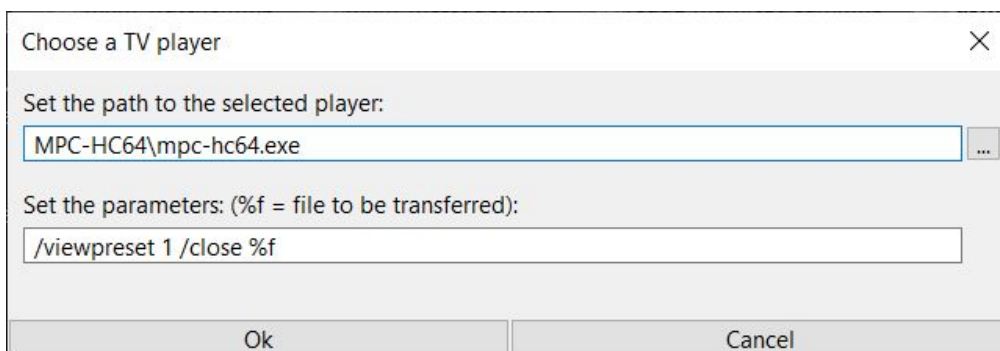 Choose a TV player
Set the path to the selected player:
MPC-HC64\mpc-hc64.exe
...
Set the parameters: (%f = file to be transferred):
/viewpreset 1 /close %f
Ok
Cancel